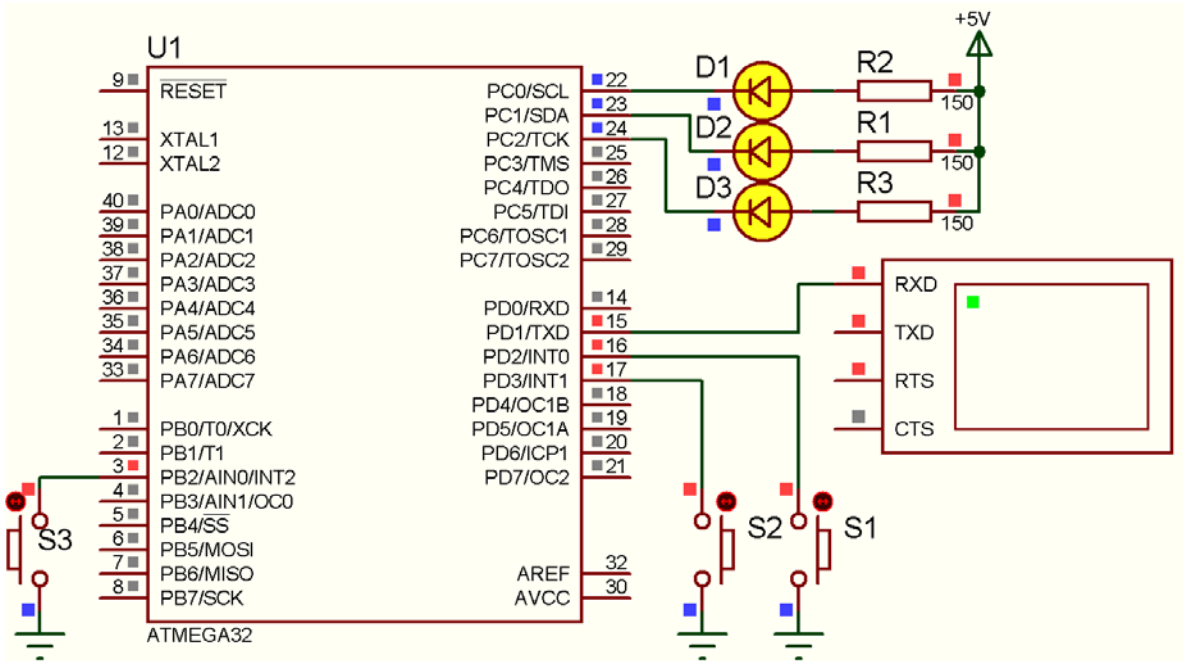 U1
+5V
9 RESET
13 XTAL1
12 XTAL2
40 PA0/ADC0
39 PA1/ADC1
38 PA2/ADC2
37 PA3/ADC3
36 PA4/ADC4
35 PA5/ADC5
34 PA6/ADC6
33 PA7/ADC7
1 PB0/T0/XCK
2 PB1/T1
3 PB2/AIN0/INT2
4 PB3/AIN1/OC0
5 PB4/SS
6 PB5/MOSI
7 PB6/MISO
8 PB7/SCK
PC0/SCL 22
PC1/SDA 23
PC2/TCK 24
PC3/TMS 25
PC4/TDO 26
PC5/TDI 27
PC6/TOSC1 28
PC7/TOSC2 29
PD0/RXD 14
PD1/TXD 15
PD2/INT0 16
PD3/INT1 17
PD4/OC1B 18
PD5/OC1A 19
PD6/ICP1 20
PD7/OC2 21
AREF 32
AVCC 30
ATMEGA32
D1 R2
150
D2 R1
150
D3 R3
150
RXD
TXD
RTS
CTS
S3
S2
S1